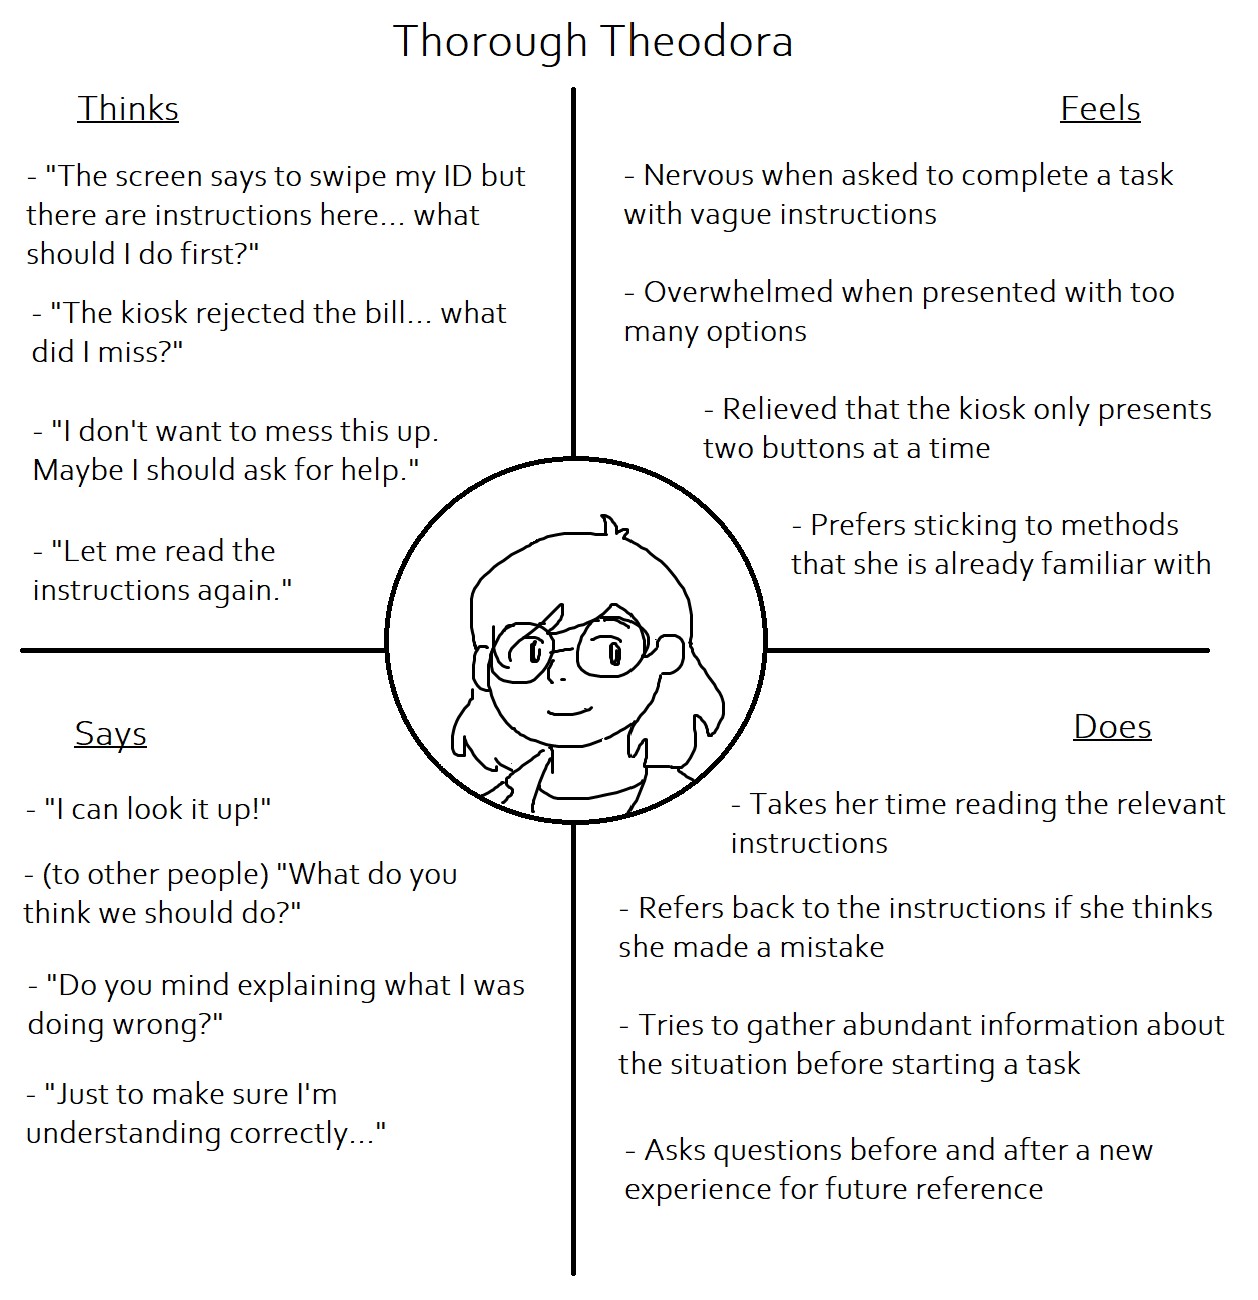 Thorough Theodora
Thinks
- "The screen says to swipe my ID but
there are instructions here... what
should I do first?"
- "The kiosk rejected the bill... what
did I miss?"
- "I don't want to mess this up.
Maybe I should ask for help."
- "Let me read the
instructions again."
Feels
- Nervous when asked to complete a task
with vague instructions
- Overwhelmed when presented with too
many options
- Relieved that the kiosk only presents
two buttons at a time
- Prefers sticking to methods
that she is already familiar with
Says
- "I can look it up!"
- (to other people) "What do you
think we should do?"
- "Do you mind explaining what I was
doing wrong?"
- "Just to make sure I'm
understanding correctly..."
Does
- Takes her time reading the relevant
instructions
- Refers back to the instructions if she thinks
she made a mistake
- Tries to gather abundant information about
the situation before starting a task
- Asks questions before and after a new
experience for future reference